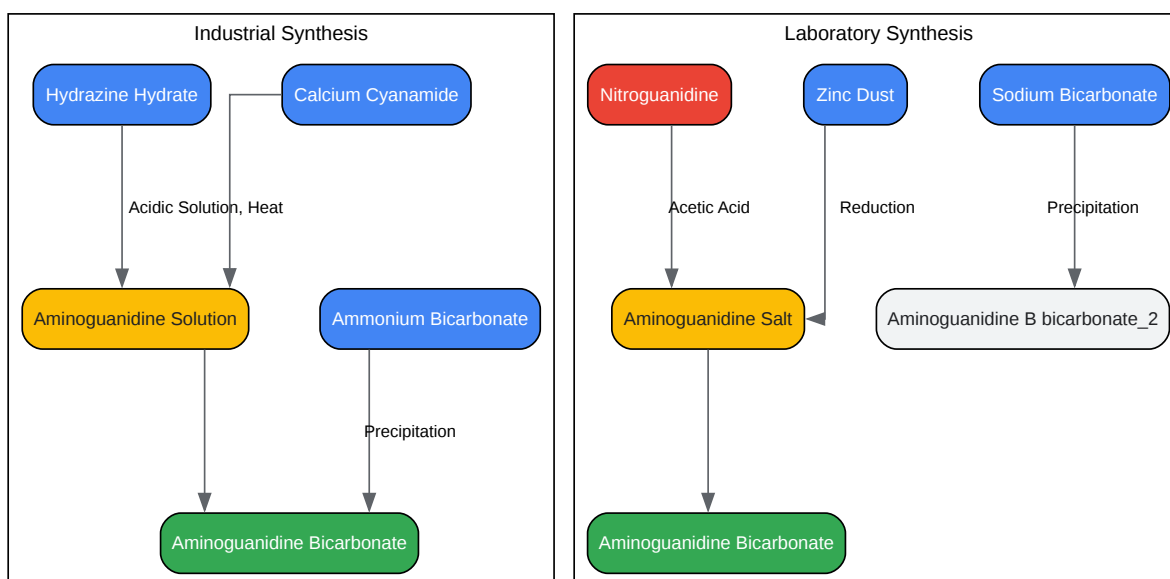 Industrial Synthesis
Hydrazine Hydrate
Calcium Cyanamide
Acidic Solution, Heat
Aminoguanidine Solution
Ammonium Bicarbonate
Precipitation
Aminoguanidine Bicarbonate
Laboratory Synthesis
Nitroguanidine
Zinc Dust
Sodium Bicarbonate
Acetic Acid
Reduction
Precipitation
Aminoguanidine Salt
Aminoguanidine B bicarbonate_2
Aminoguanidine Bicarbonate